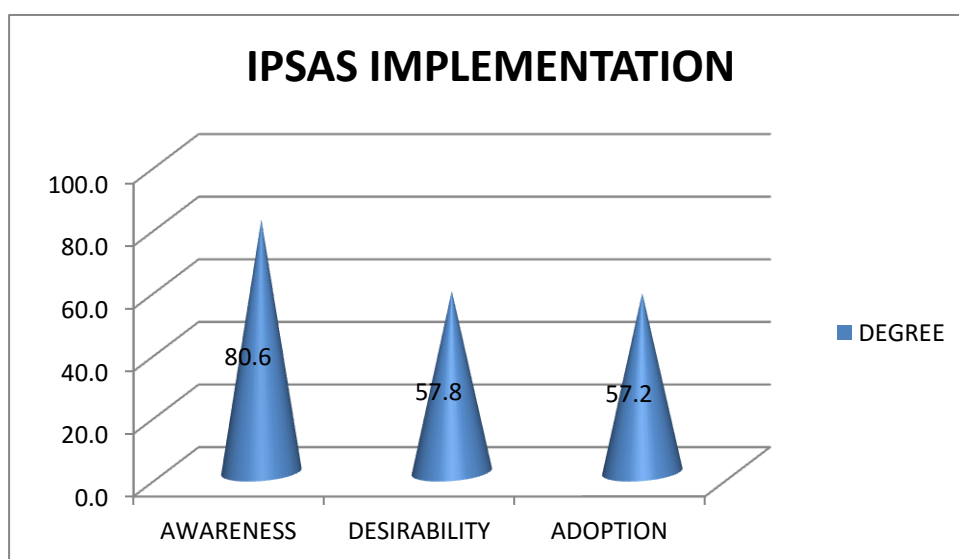 IPSAS IMPLEMENTATION
100.0
80.0
60.0
40.0
20.0
0.0
80.6
57.8
57.2
AWARENESS
DESIRABILITY
ADOPTION
DEGREE